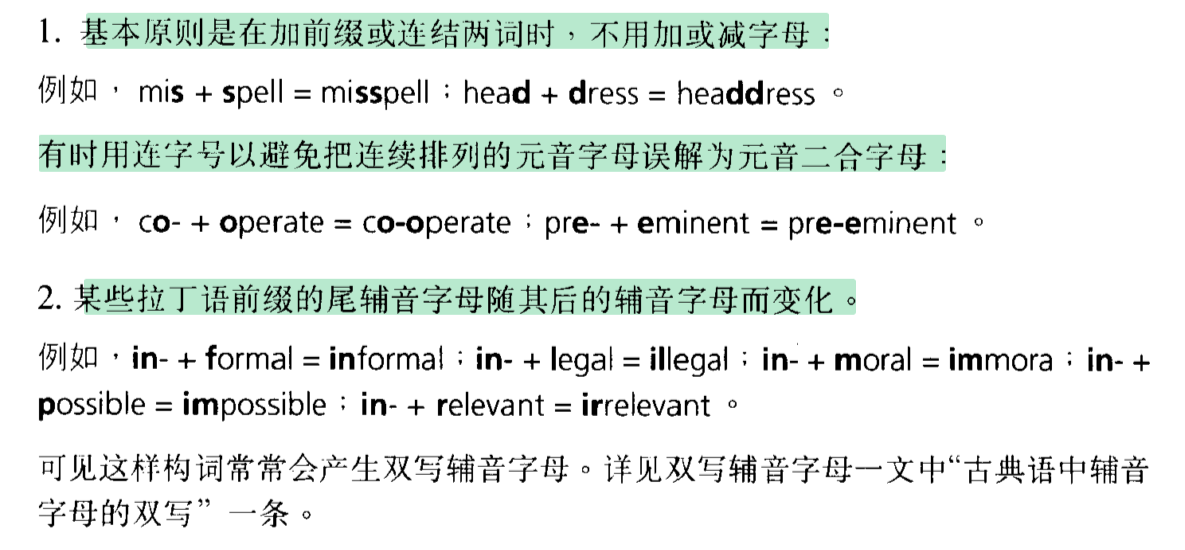 1. 基本原则是在加前缀或连结两词时，不用加或减字母：
例如，mis + spell = misspell；head + dress = headdress 。
有时用连字号以避免把连续排列的元音字母误解为元音二合字母：
例如，co- + operate = co-operate；pre- + eminent = pre-eminent 。
2. 某些拉丁语前缀的尾辅音字母随其后的辅音字母而变化。
例如，in- + formal = informal；in- + legal = illegal；in- + moral = immora；in- +
possible = impossible；in- + relevant = irrelevant 。
可见这样构词常常会产生双写辅音字母。详见双写辅音字母一文中“古典语中辅音
字母的双写” 一条。